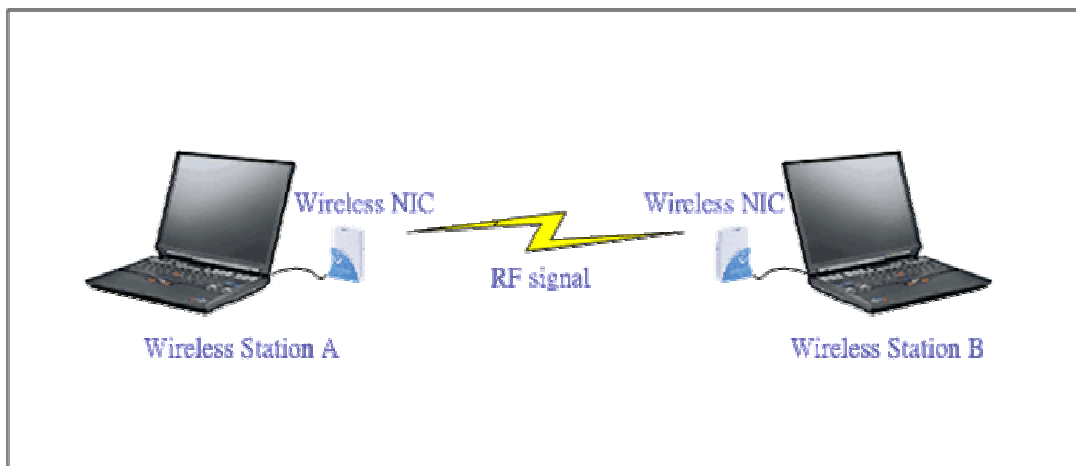 Wireless NIC
Wireless NIC
RF signal
Wireless Station A
Wireless Station B